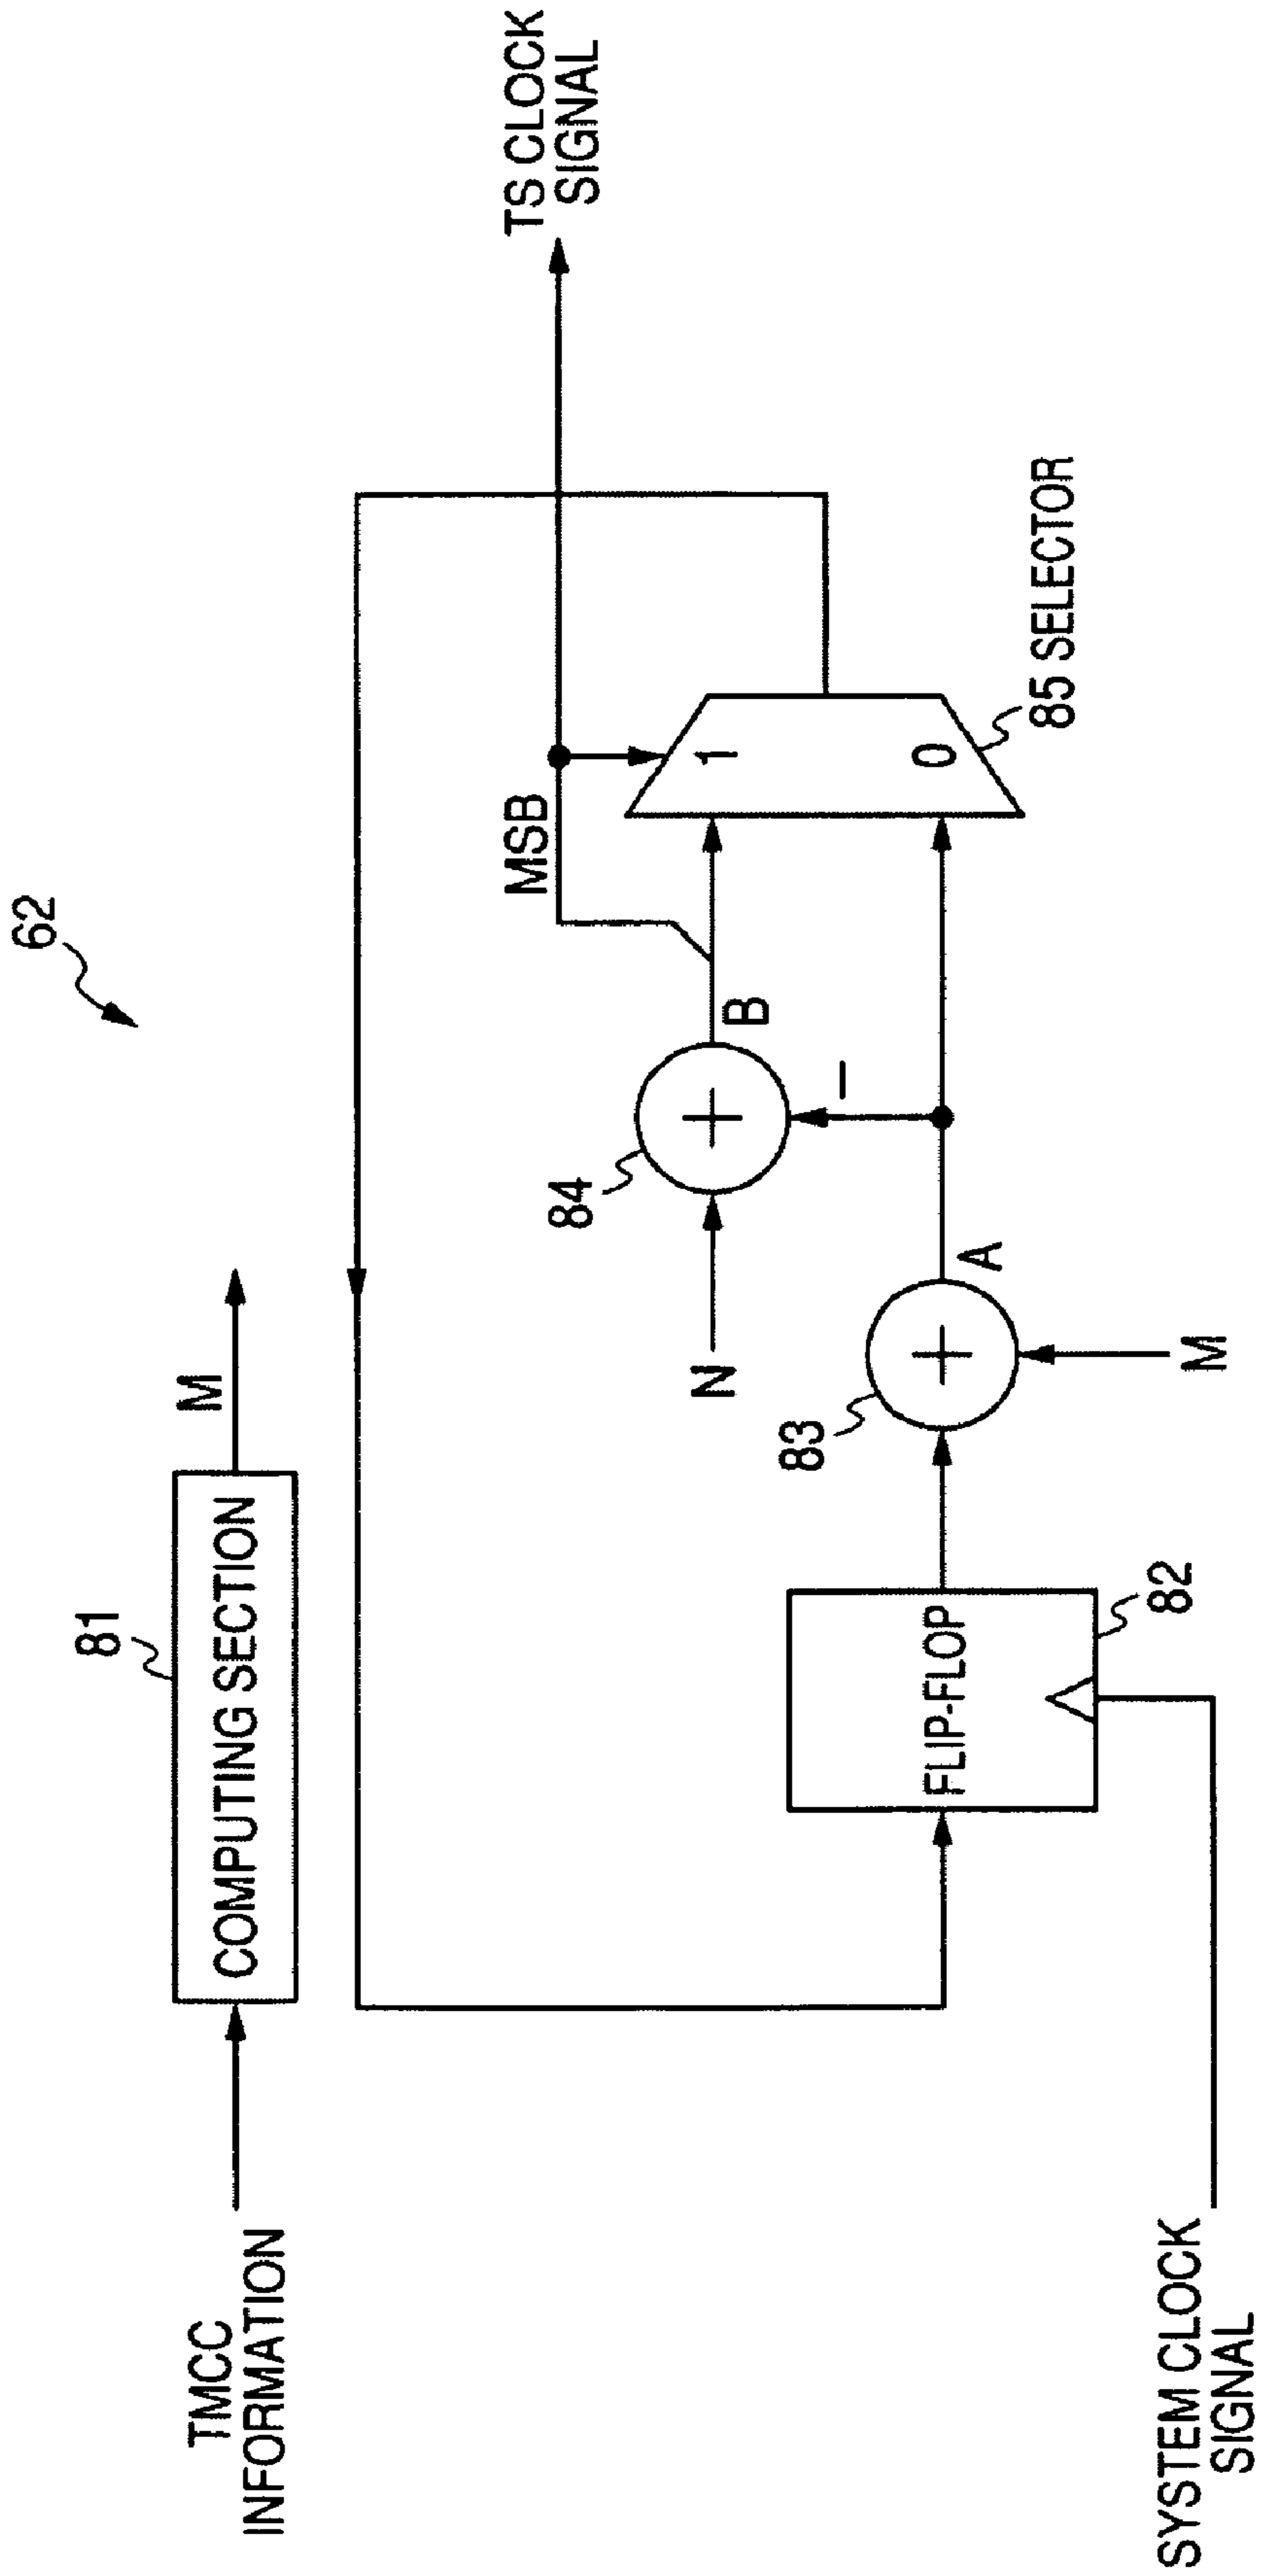 62
81
TMCC
INFORMATION
COMPUTING SECTION
M
MSB
TS CLOCK
SIGNAL
84
N
+
B
−
1
0
85 SELECTOR
83
+
A
M
FLIP-FLOP
82
SYSTEM CLOCK
SIGNAL